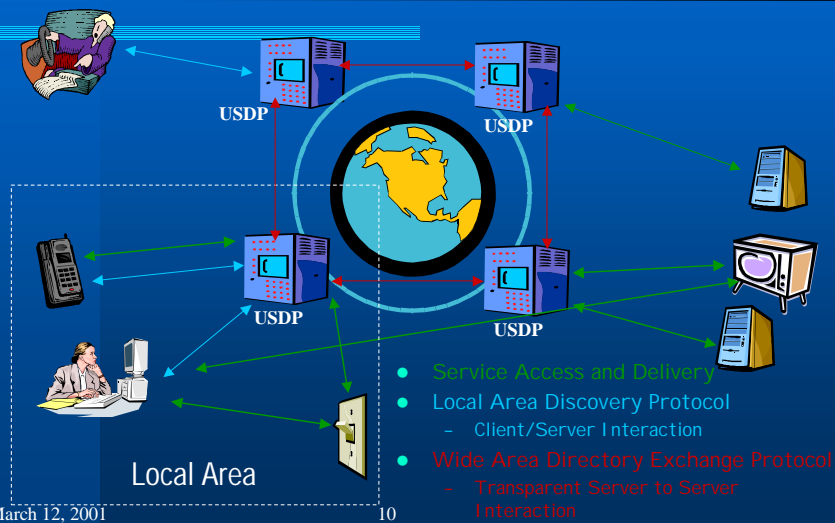 USDP
USDP
USDP
USDP
Service Access and Delivery
Local Area Discovery Protocol
– Client/Server Interaction
Wide Area Directory Exchange Protocol
– Transparent Server to Server
Interaction
Local Area
March 12, 2001
10